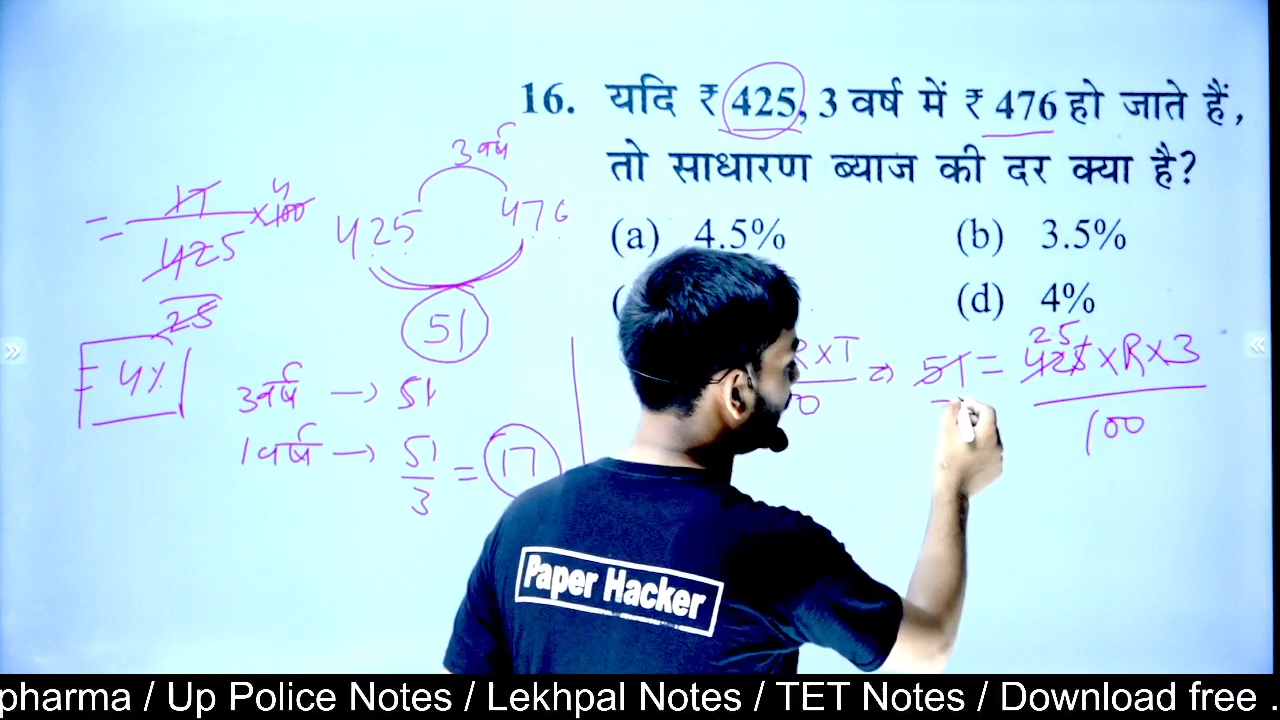 16. यदि ₹ 425, 3 वर्ष में ₹ 476 हो जाते हैं,
तो साधारण ब्याज की दर क्या है?
(a) 4.5% (b) 3.5%
(d) 4%
3 वर्ष
425 476
51
= 17/425 × 100 4
25
= 4%
3 वर्ष → 51
1 वर्ष → 51/3 = 17
R×T ⇒ 51 = 425 × R × 3 / 100
25
Paper Hacker
pharma / Up Police Notes / Lekhpal Notes / TET Notes / Download free .